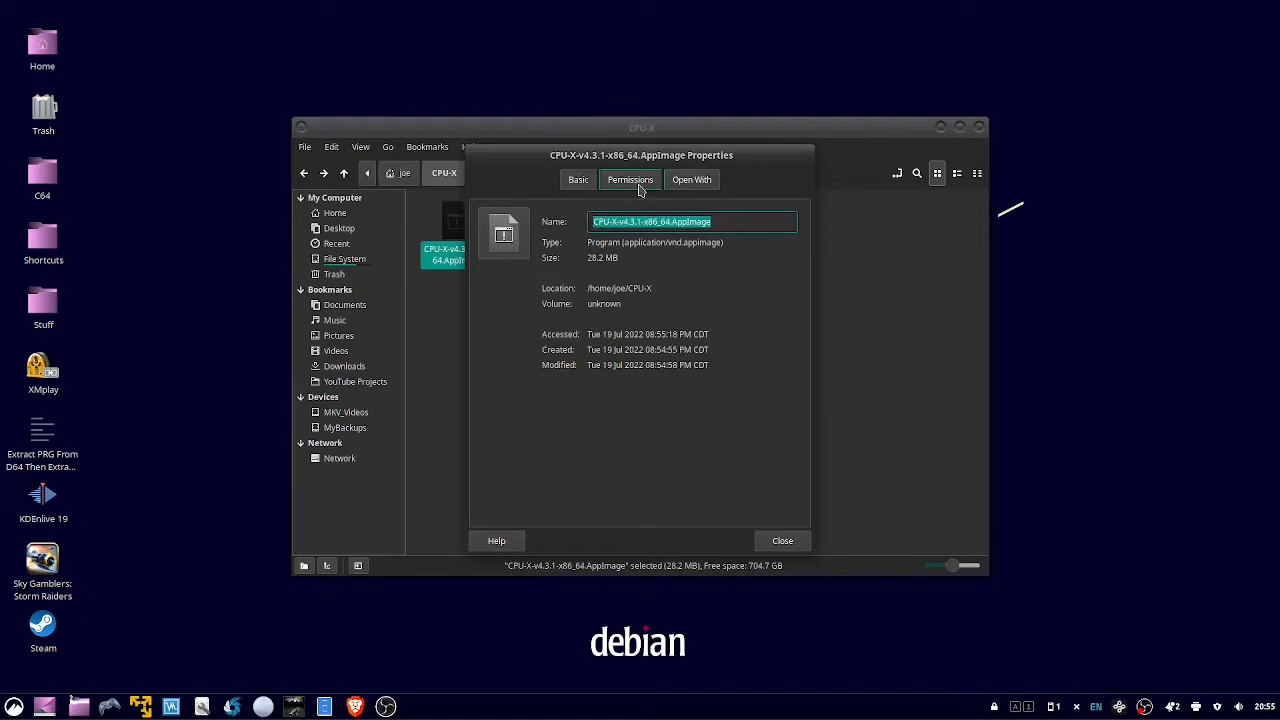 Home
Trash
C64
Shortcuts
Stuff
XMplay
Extract PRG From
D64 Then Extra...
KDEnlive 19
Sky Gamblers:
Storm Raiders
Steam
CPU-X
File
Edit
View
Go
Bookmarks
joe
CPU-X
My Computer
Home
Desktop
Recent
File System
Trash
Bookmarks
Documents
Music
Pictures
Videos
Downloads
YouTube Projects
Devices
MKV_Videos
MyBackups
Network
Network
CPU-X-v4.3
CPU-X-v4.3.1-x86_64.AppImage Properties
Basic
Permissions
Open With
Name: CPU-X-v4.3.1-x86_64.AppImage
Type: Program (application/vnd.appimage)
Size: 28.2 MB
Location: /home/joe/CPU-X
Volume: unknown
Accessed: Tue 19 Jul 2022 08:55:18 PM CDT
Created: Tue 19 Jul 2022 08:54:55 PM CDT
Modified: Tue 19 Jul 2022 08:54:58 PM CDT
Help
Close
"CPU-X-v4.3.1-x86_64.AppImage" selected (28.2 MB), Free space: 704.7 GB
debian
A 1
1
EN
2
20:55